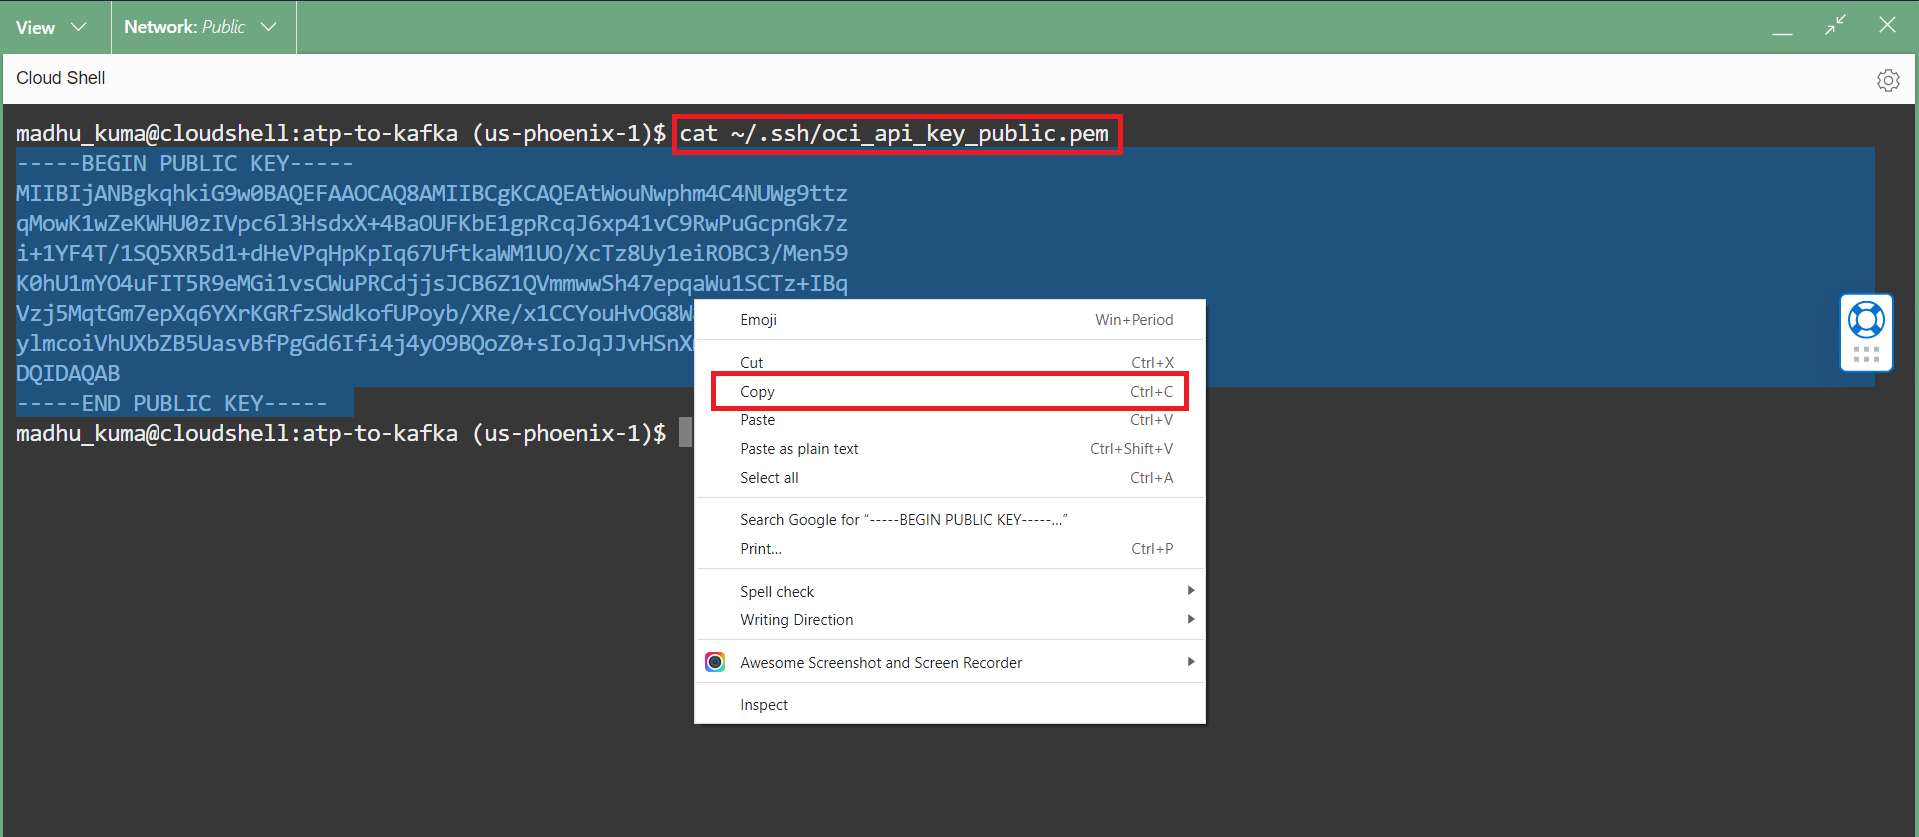 View Network: Public
Cloud Shell
madhu_kuma@cloudshell:atp-to-kafka (us-phoenix-1)$ cat ~/.ssh/oci_api_key_public.pem
-----BEGIN PUBLIC KEY-----
MIIBIjANBgkqhkiG9w0BAQEFAAOCAQ8AMIIBCgKCAQEAtWouNwphm4C4NUWg9ttz
qMowK1wZeKWHU0zIVpc6l3HsdxX+4BaOUFKbE1gpRcqJ6xp41vC9RwPuGcpnGk7z
i+1YF4T/1SQ5XR5d1+dHeVPqHpKpIq67UftkaWM1UO/XcTz8Uy1eiROBC3/Men59
K0hU1mYO4uFIT5R9eMGi1vsCWuPRCdjjsJCB6Z1QVmmwwSh47epqaWu1SCTz+IBq
Vzj5MqtGm7epXq6YXrKGRfzSWdkofUPoyb/XRe/x1CCYouHvOG8W
ylmcoiVhUXbZB5UasvBfPgGd6Ifi4j4yO9BQoZ0+sIoJqJJvHSnX
DQIDAQAB
-----END PUBLIC KEY-----
madhu_kuma@cloudshell:atp-to-kafka (us-phoenix-1)$
Emoji Win+Period
Cut Ctrl+X
Copy Ctrl+C
Paste Ctrl+V
Paste as plain text Ctrl+Shift+V
Select all Ctrl+A
Search Google for “-----BEGIN PUBLIC KEY-----...”
Print... Ctrl+P
Spell check
Writing Direction
Awesome Screenshot and Screen Recorder
Inspect